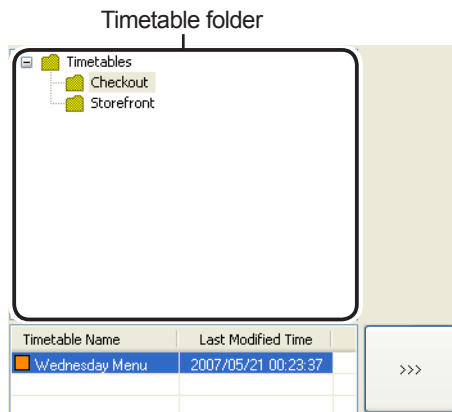 Timetable folder
Timetables
Checkout
Storefront
Timetable Name Last Modified Time
Wednesday Menu 2007/05/21 00:23:37
>>>